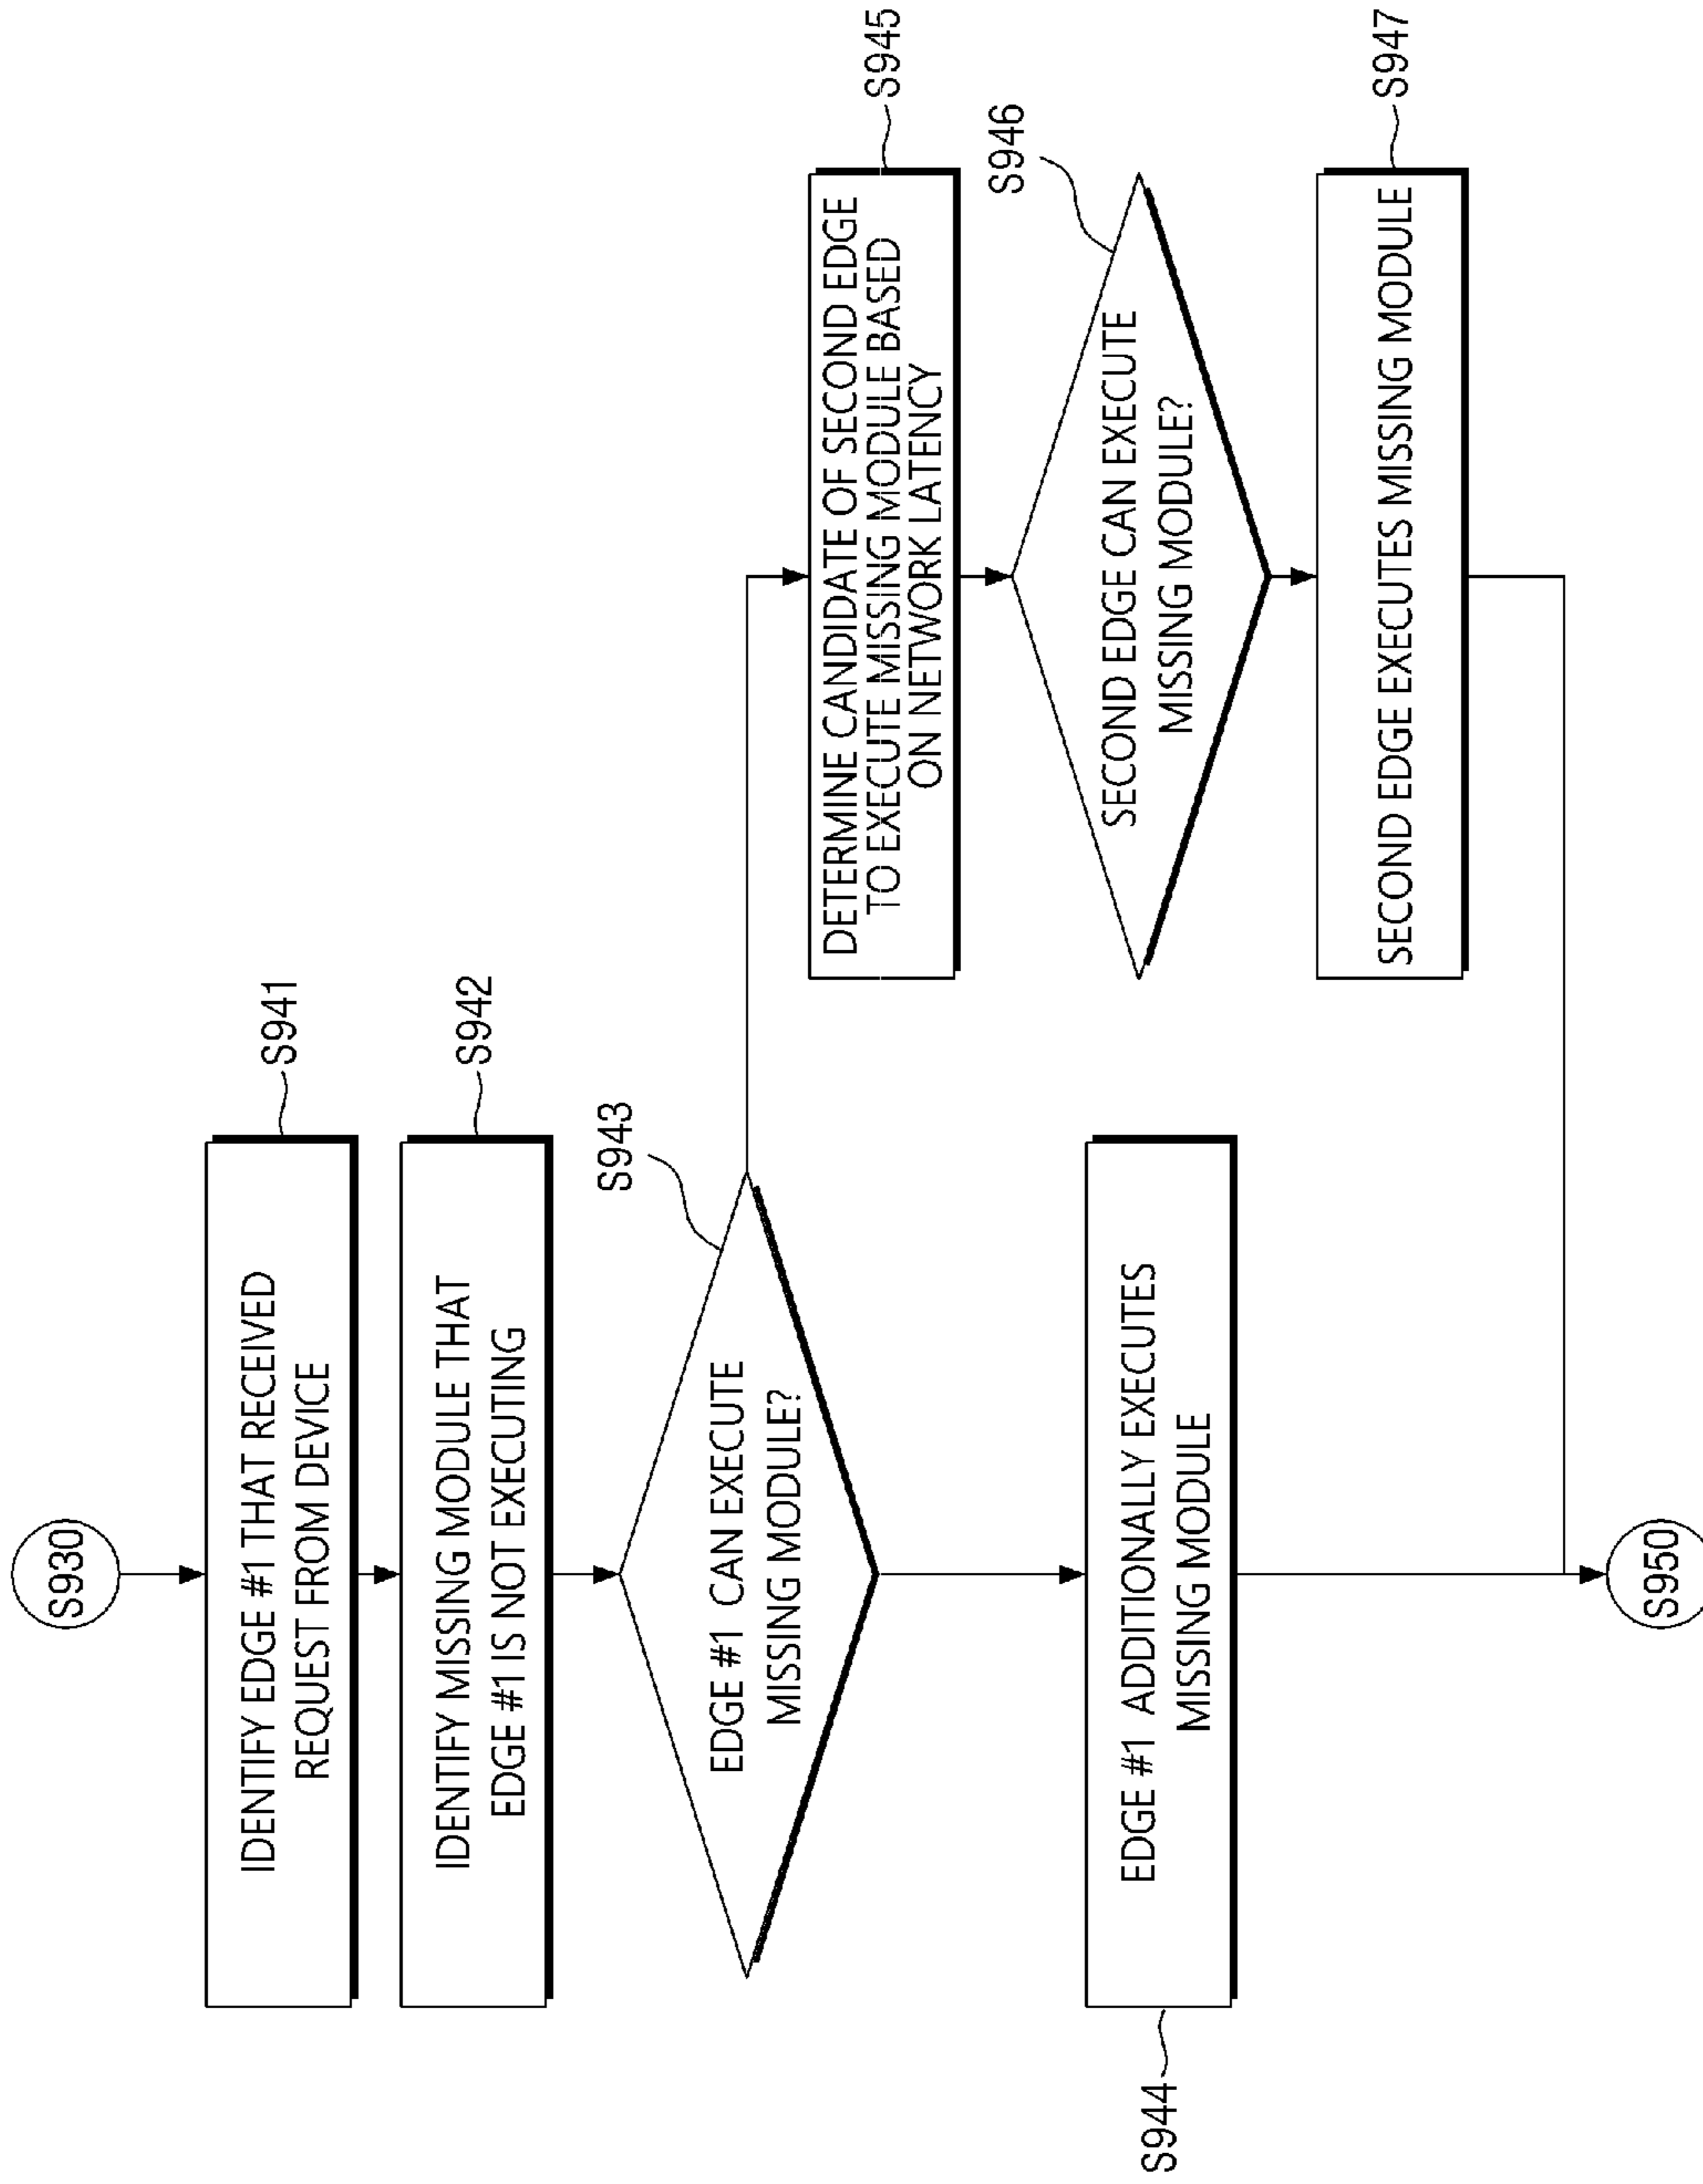 S930
IDENTIFY EDGE #1 THAT RECEIVED
REQUEST FROM DEVICE
S941
IDENTIFY MISSING MODULE THAT
EDGE #1 IS NOT EXECUTING
S942
EDGE #1 CAN EXECUTE
MISSING MODULE?
S943
EDGE #1 ADDITIONALLY EXECUTES
MISSING MODULE
S944
DETERMINE CANDIDATE OF SECOND EDGE
TO EXECUTE MISSING MODULE BASED
ON NETWORK LATENCY
S945
SECOND EDGE CAN EXECUTE
MISSING MODULE?
S946
SECOND EDGE EXECUTES MISSING MODULE
S947
S950